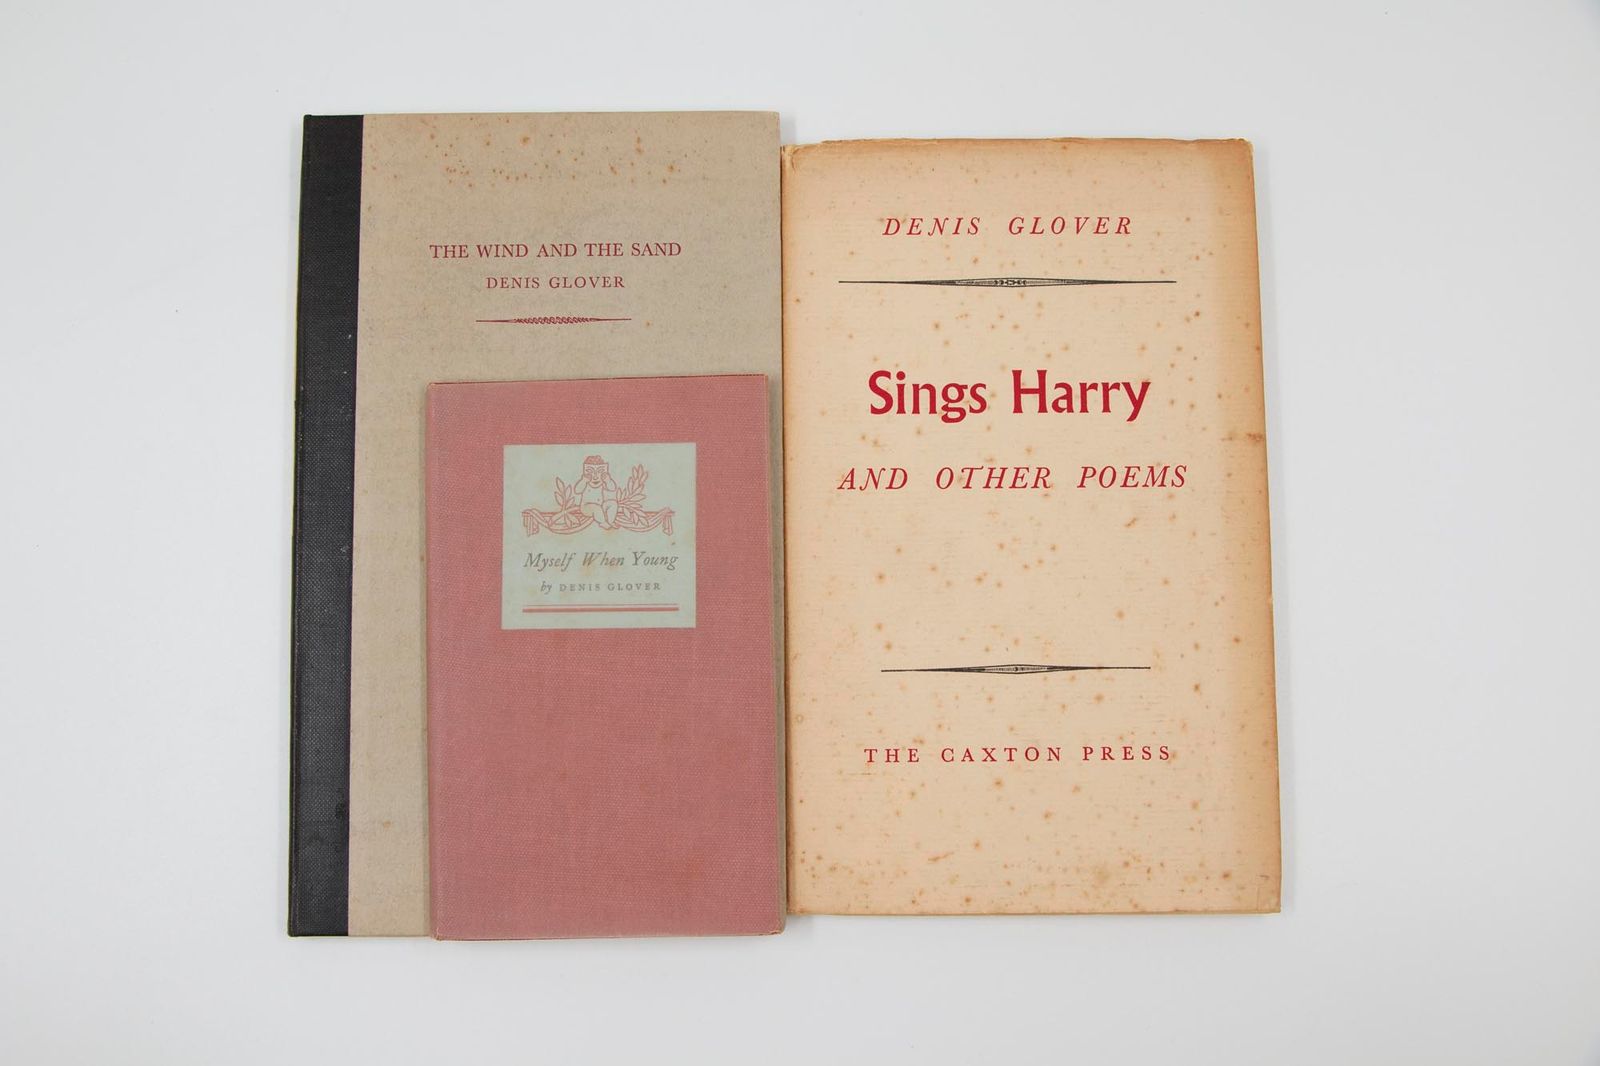 THE WIND AND THE SAND
DENIS GLOVER
Myself When Young
by DENIS GLOVER
DENIS GLOVER
Sings Harry
AND OTHER POEMS
THE CAXTON PRESS